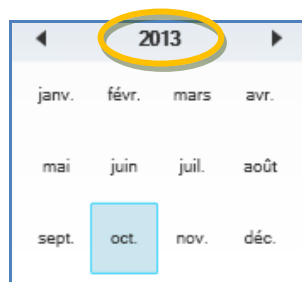 2013
janv. févr. mars avr.
mai juin juil. août
sept. oct. nov. déc.